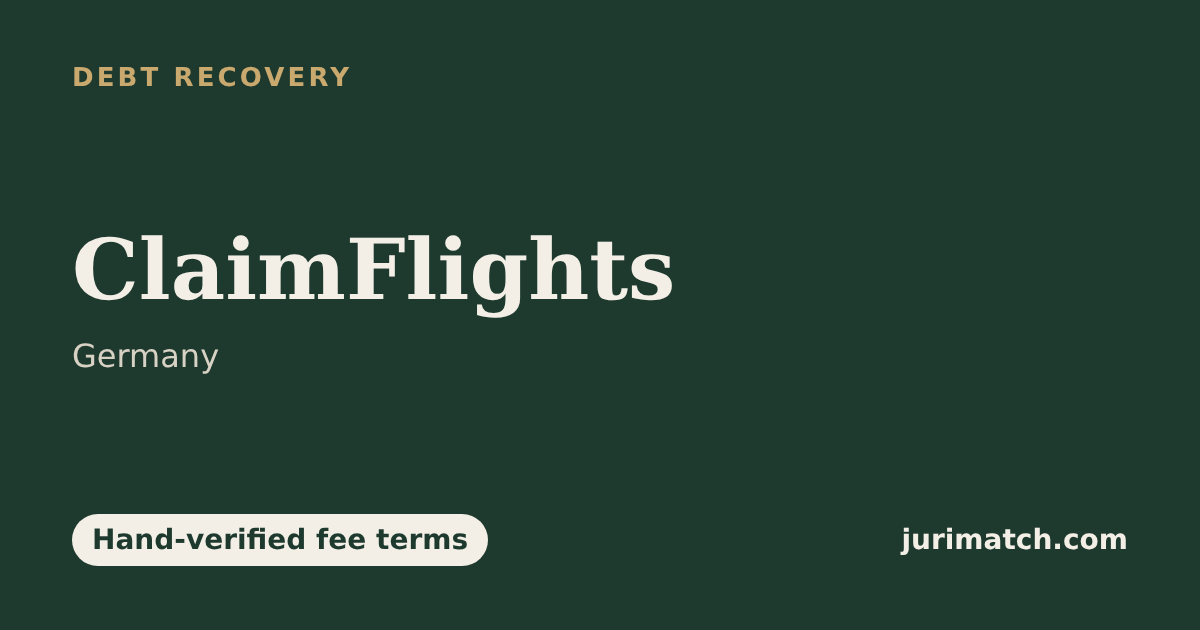 DEBT RECOVERY
ClaimFlights
Germany
Hand-verified fee terms
jurimatch.com